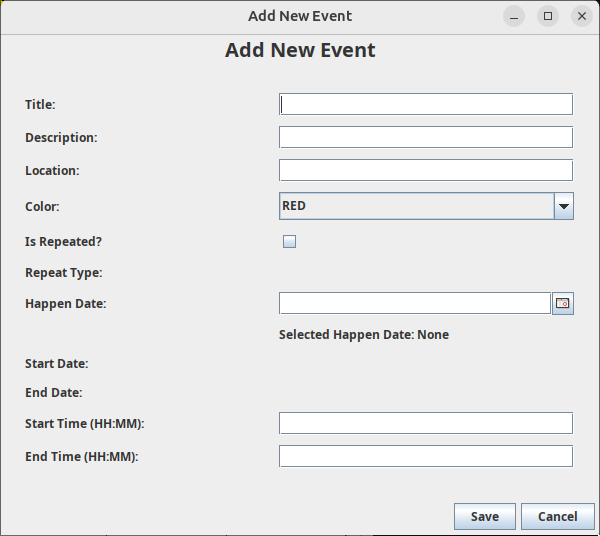 Add New Event
Add New Event
Title:
Description:
Location:
Color: RED
Is Repeated?
Repeat Type:
Happen Date:
Selected Happen Date: None
Start Date:
End Date:
Start Time (HH:MM):
End Time (HH:MM):
Save Cancel